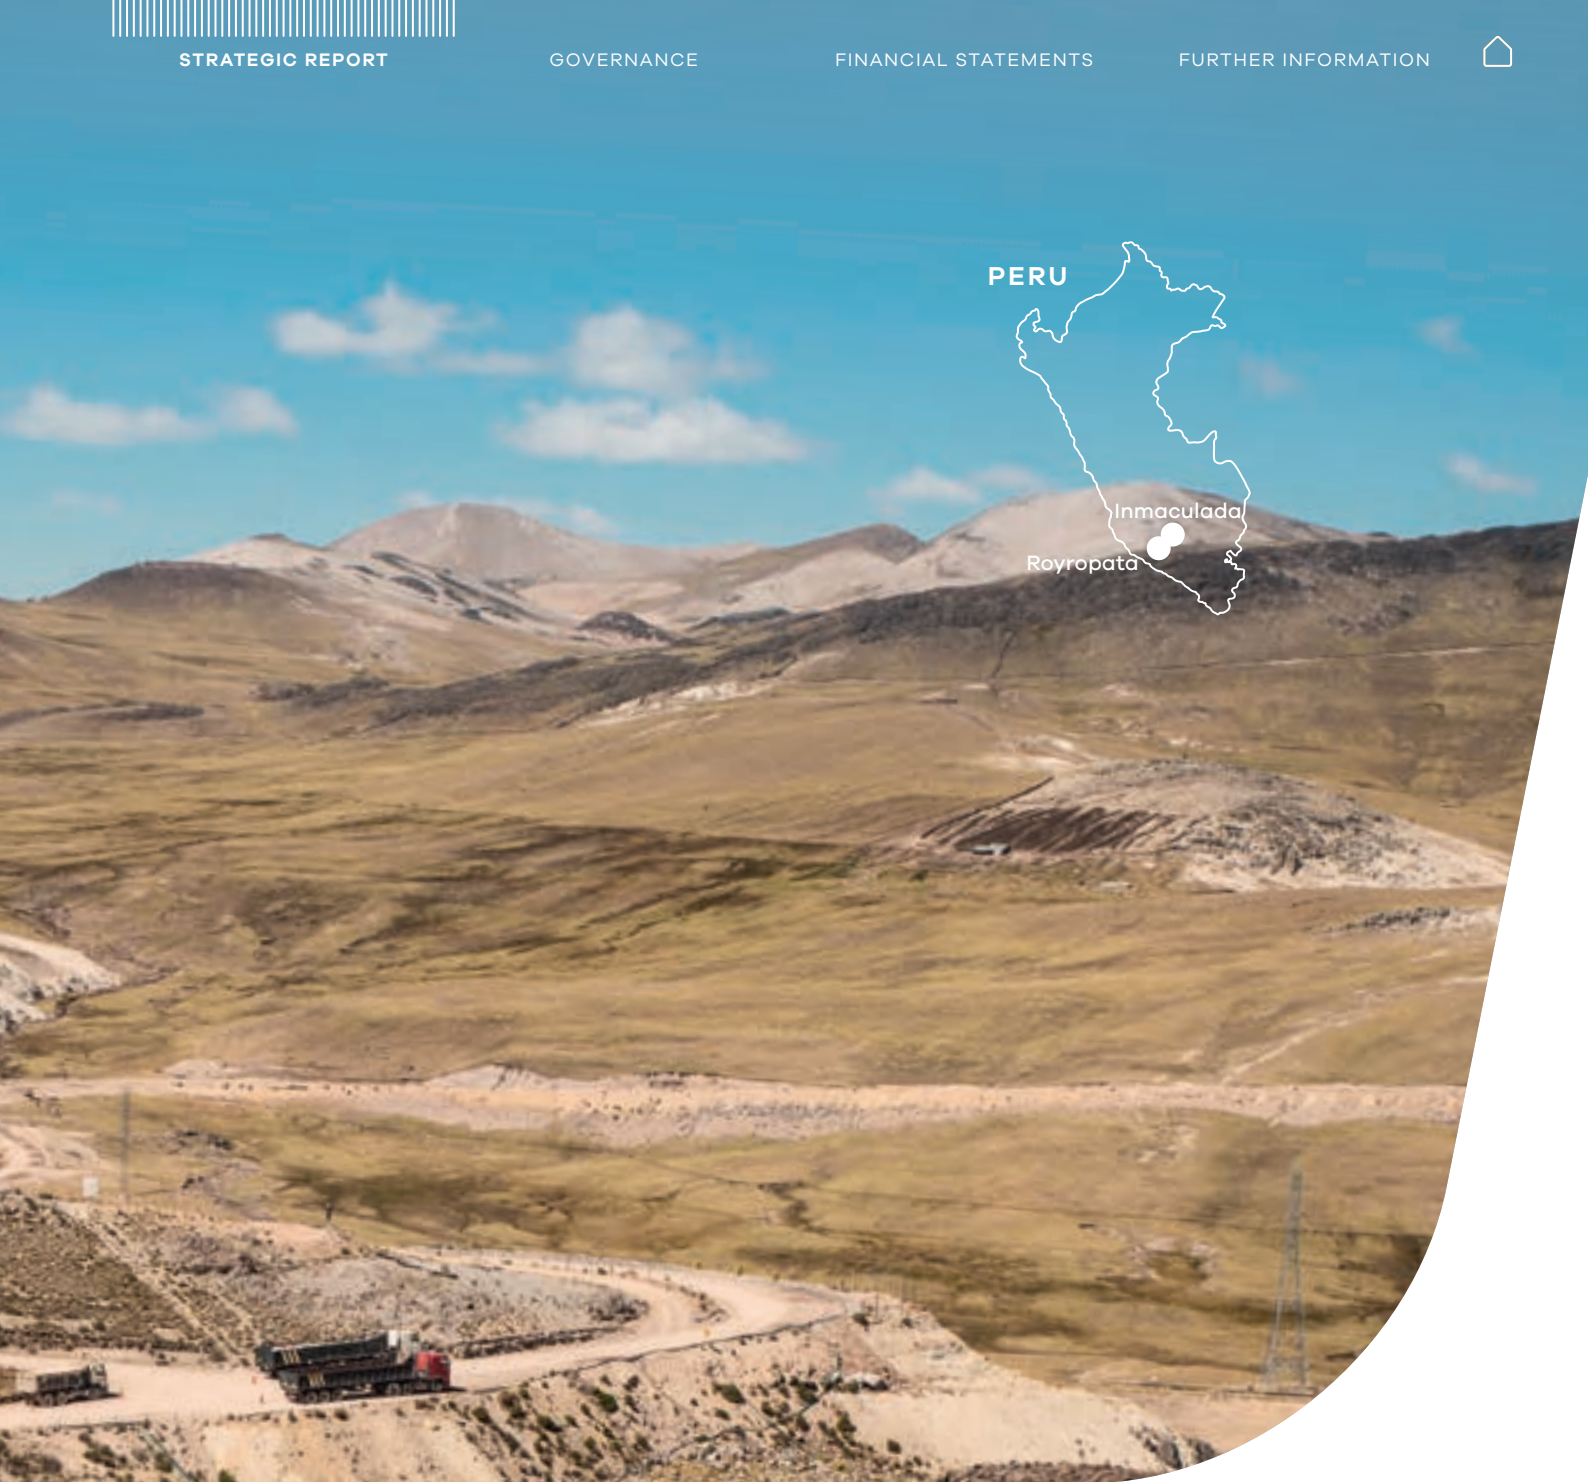 STRATEGIC REPORT
GOVERNANCE
FINANCIAL STATEMENTS
FURTHER INFORMATION
PERU
Inmaculada
Royropata